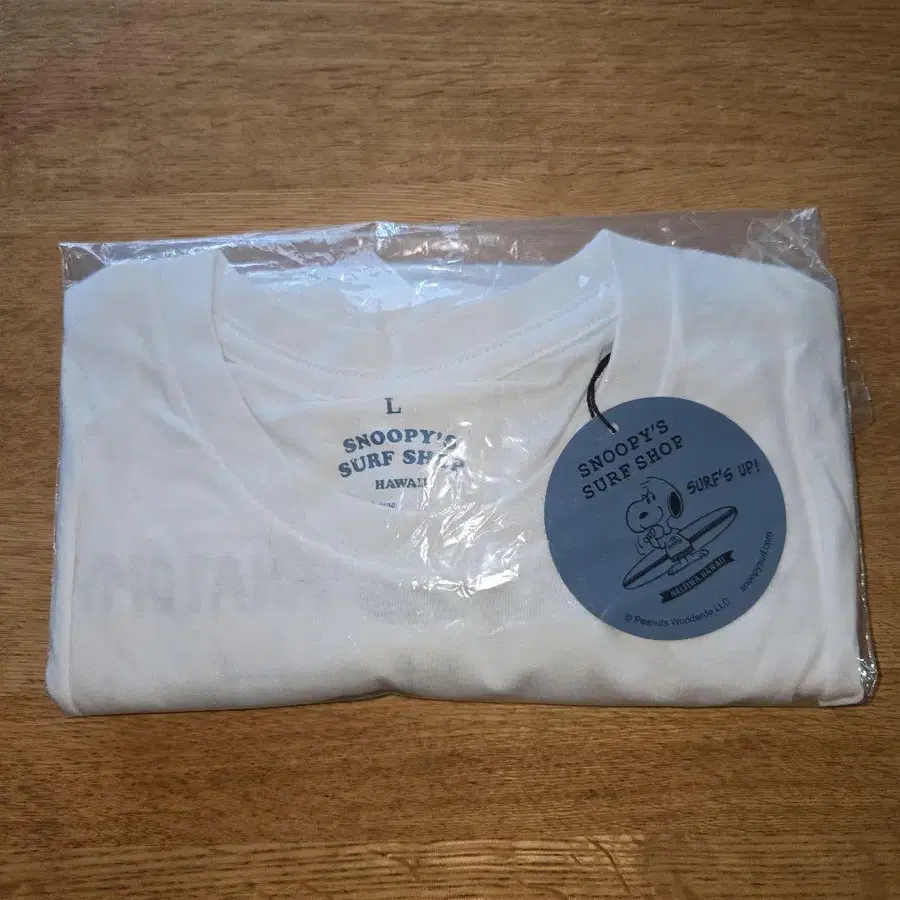 L
SNOOPY'S
SURF SHOP
HAWAII
SNOOPY'S
SURF SHOP
SURF'S UP!
HALEIWA, HAWAII
© Peanuts Worldwide LLC
snoopysurf.com